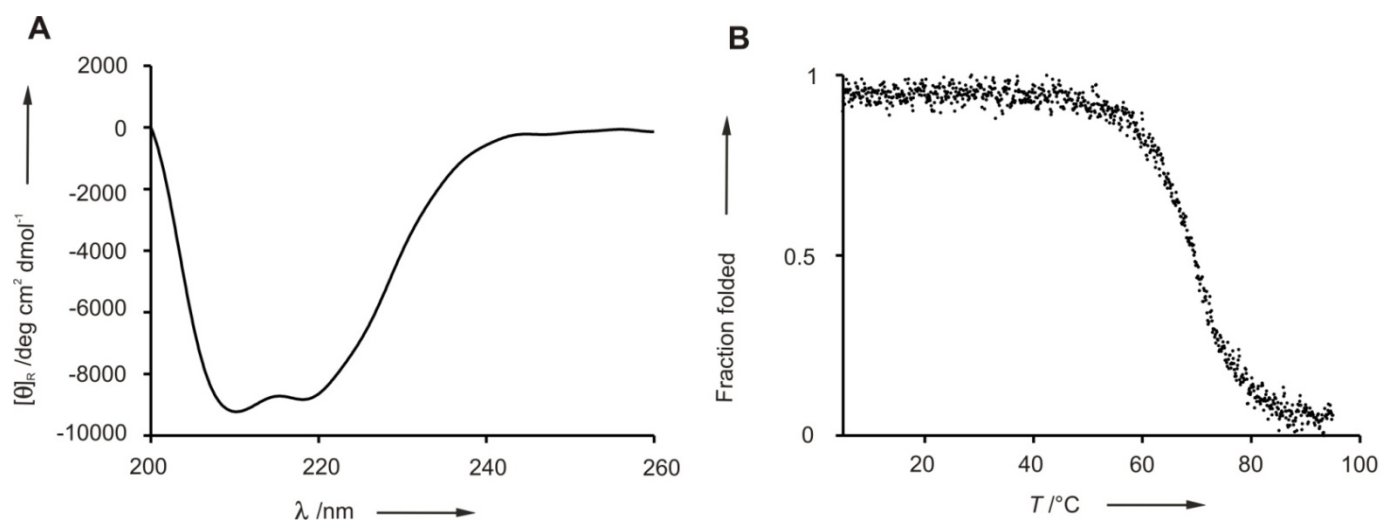 A
2000
0
-2000
-4000
-6000
-8000
-10000
200 220 240 260
[θ]R /deg cm² dmol⁻¹
λ /nm
B
1
0.5
0
20 40 60 80 100
Fraction folded
T /°C